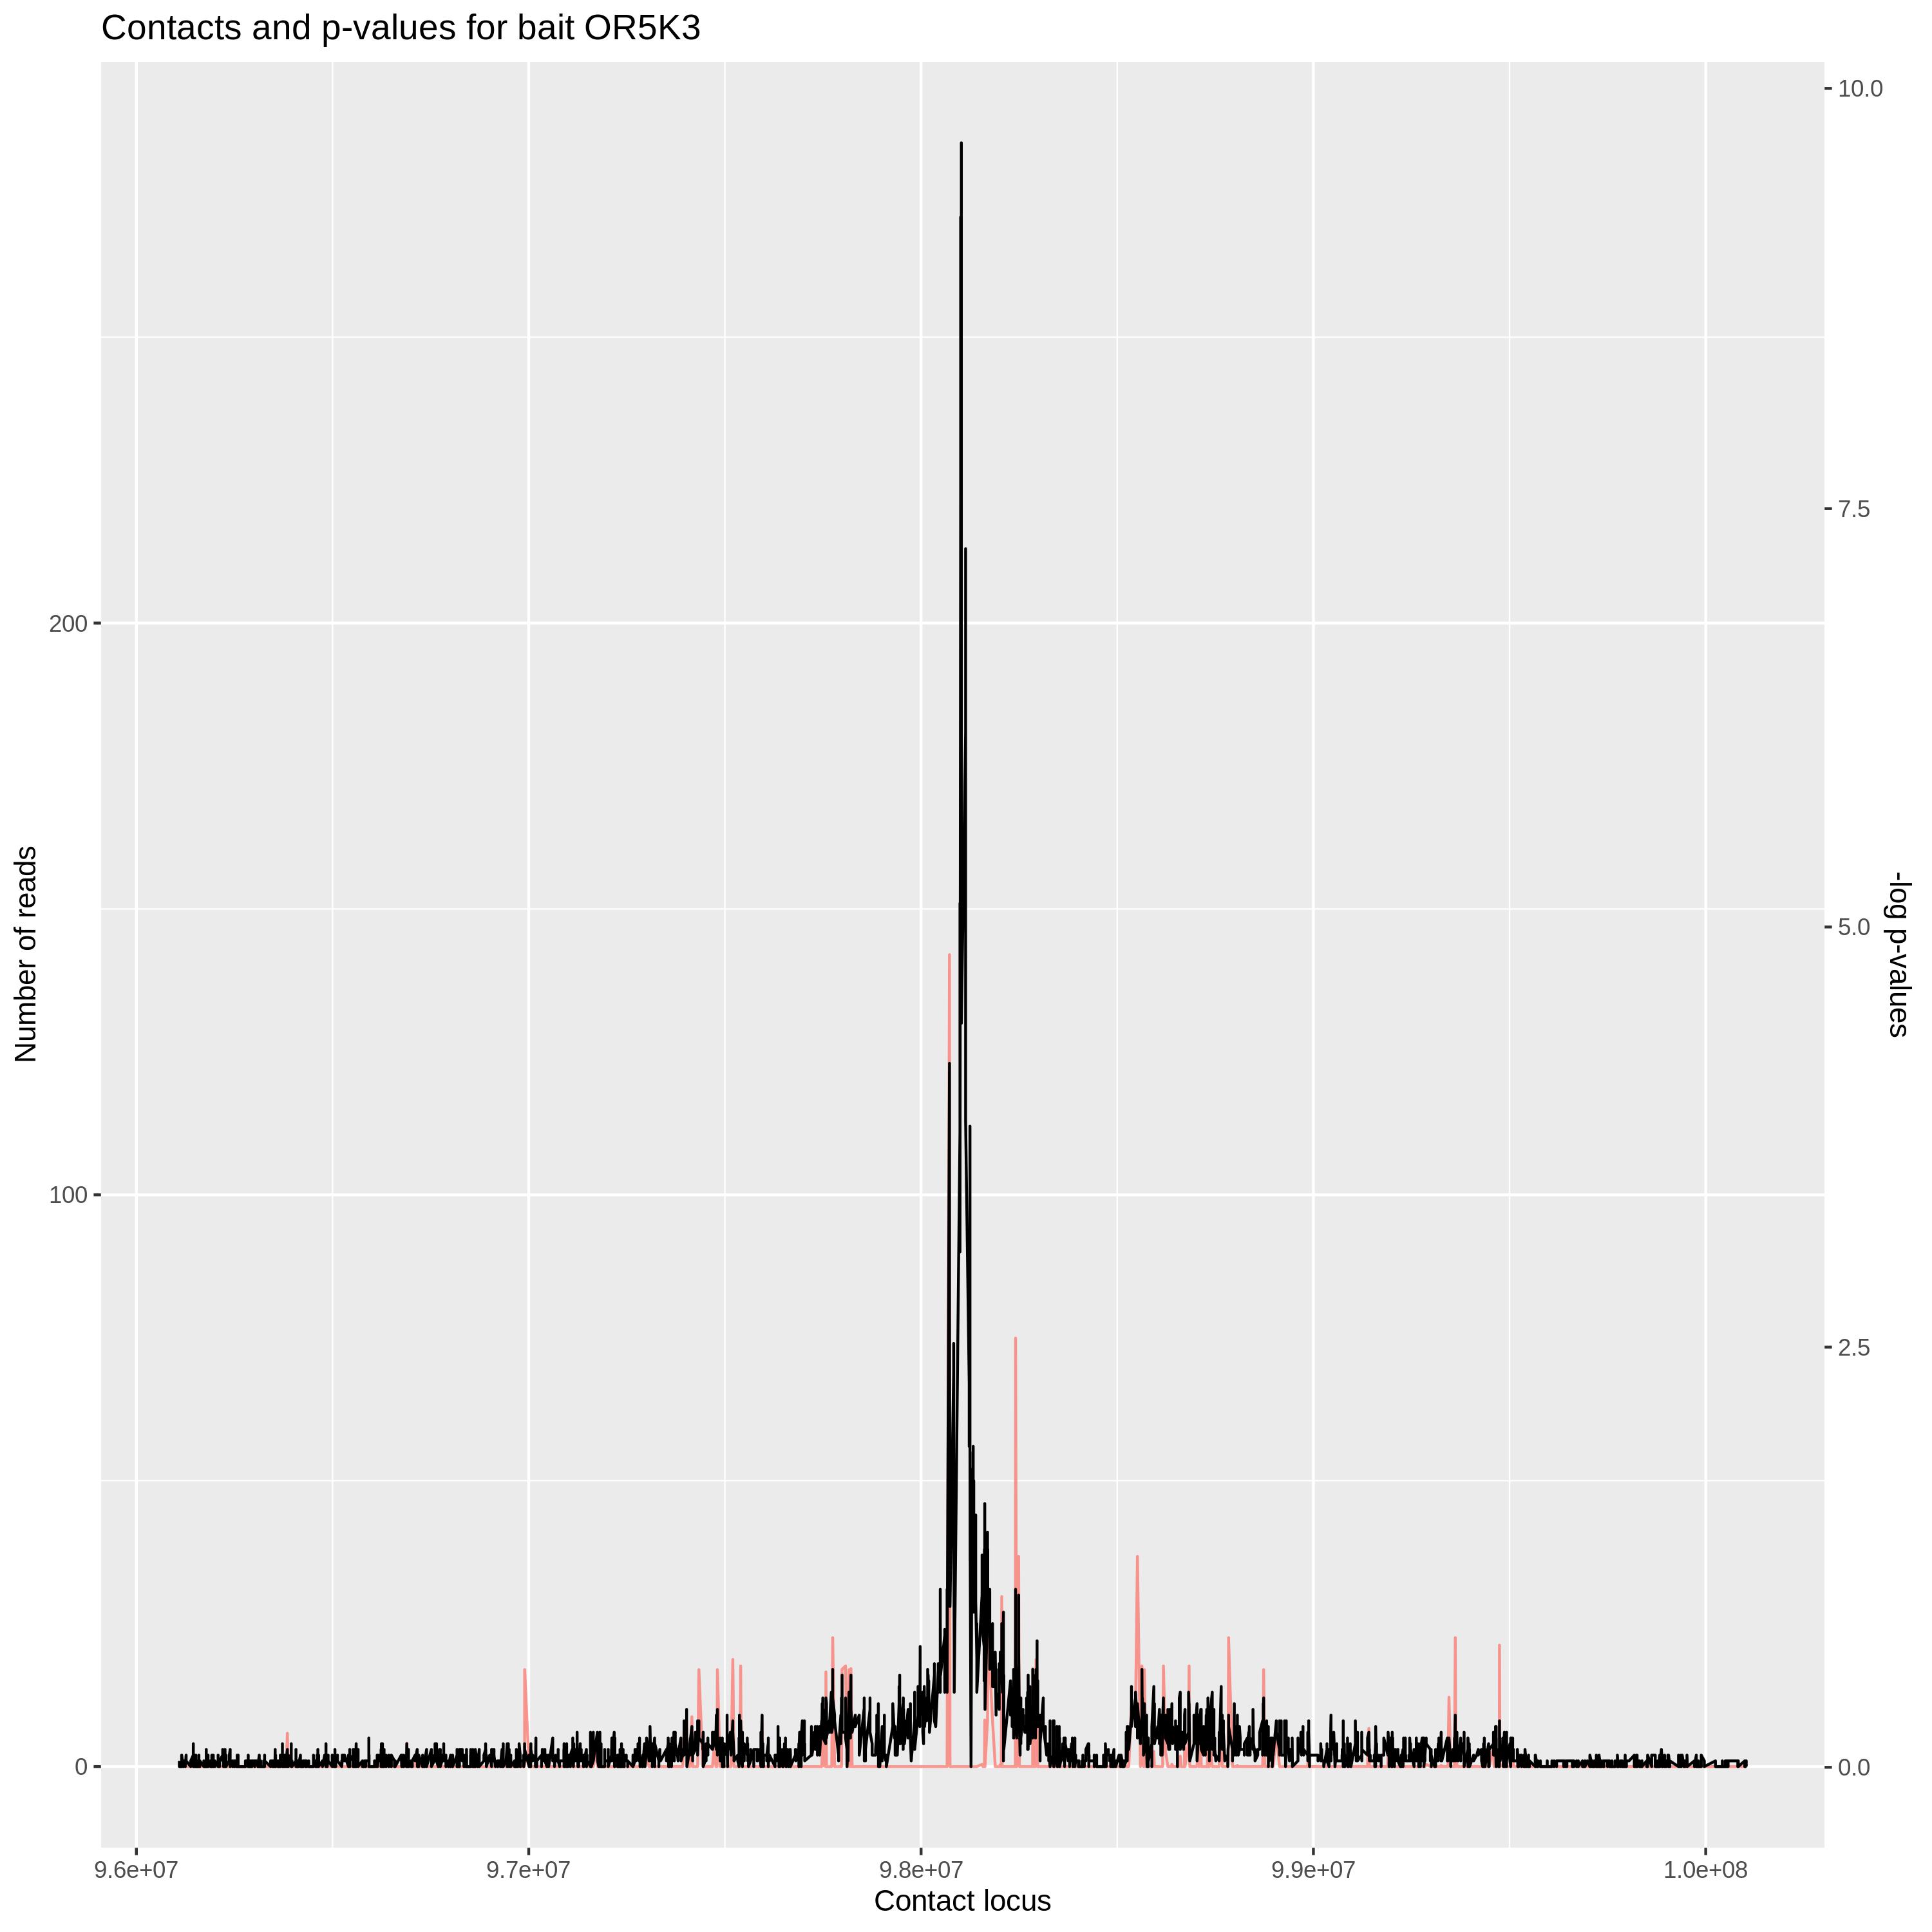 Contacts and p-values for bait OR5K3
10.0
7.5
200
5.0
Number of reads
-log p-values
100
2.5
0
0.0
9.6e+07
9.7e+07
9.8e+07
9.9e+07
1.0e+08
Contact locus